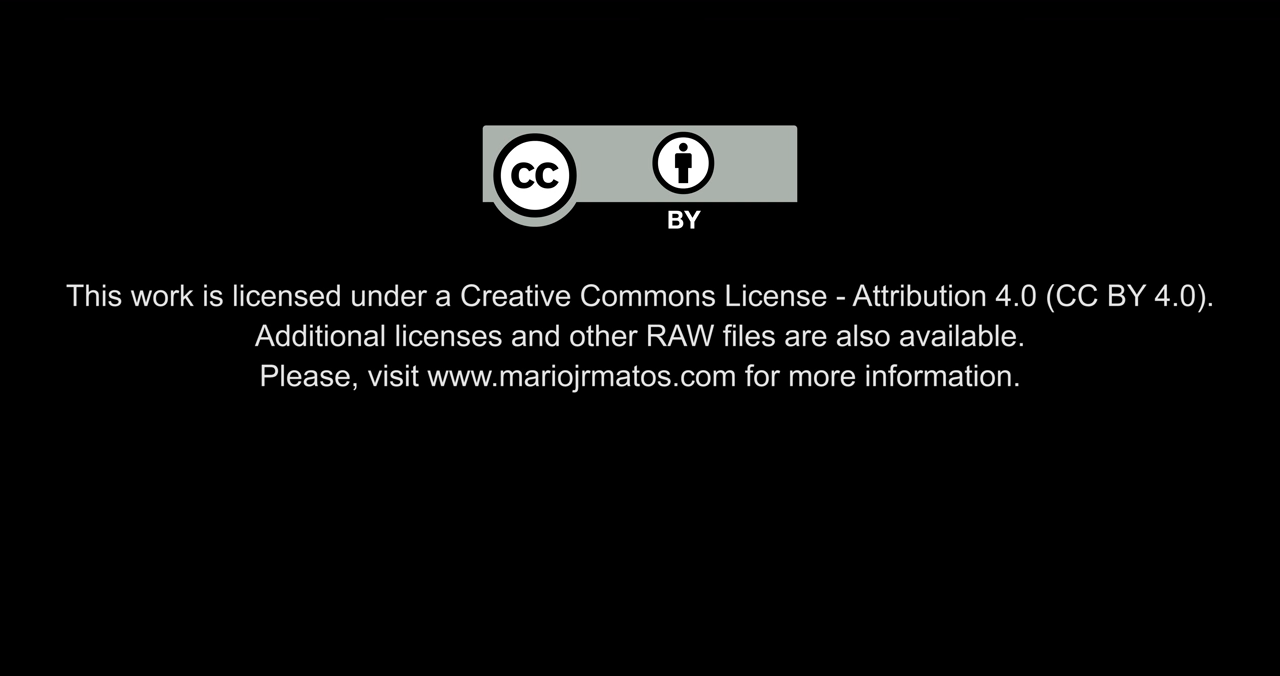 CC
BY
This work is licensed under a Creative Commons License - Attribution 4.0 (CC BY 4.0).
Additional licenses and other RAW files are also available.
Please, visit www.mariojrmatos.com for more information.